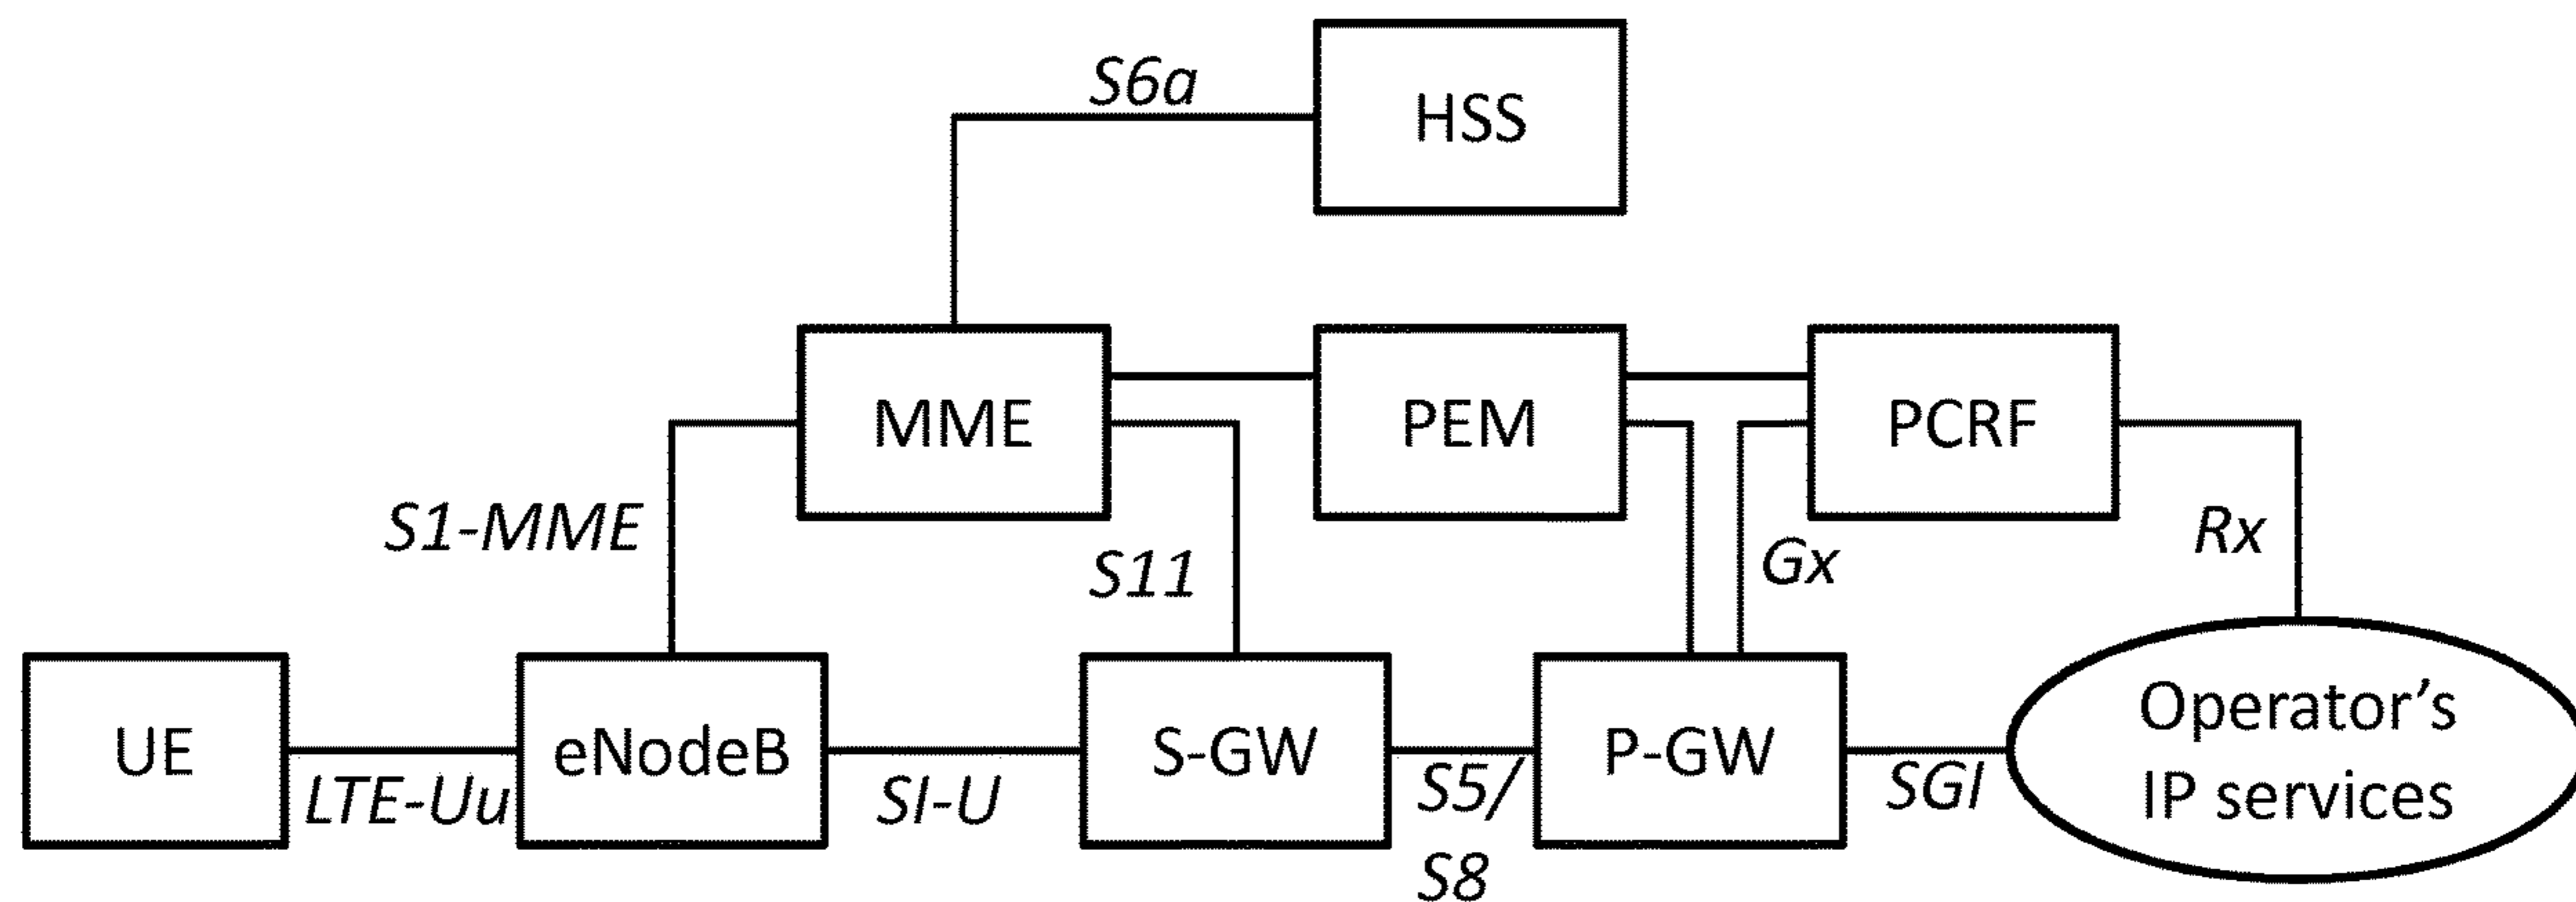 S6a
HSS
MME
PEM
PCRF
S1-MME
S11
Gx
Rx
UE
LTE-Uu
eNodeB
SI-U
S-GW
S5/
S8
P-GW
SGI
Operator's
IP services